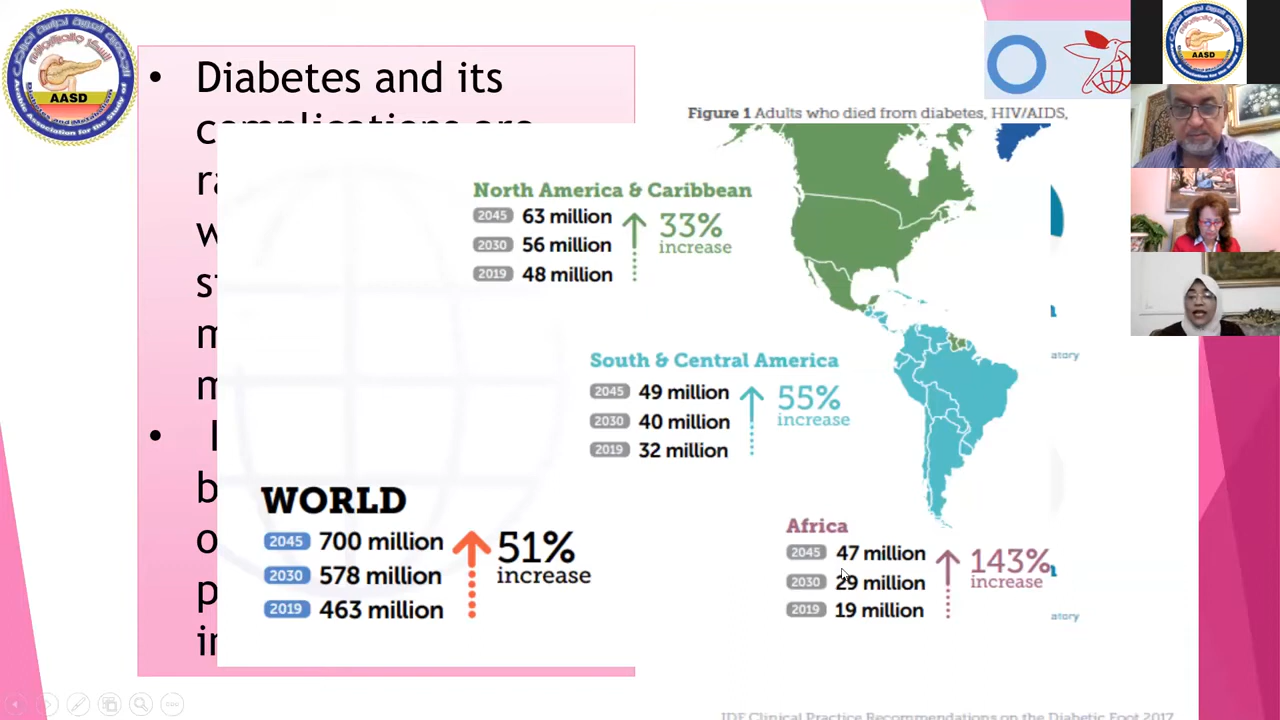 AASD
Diabetes and its
Figure 1 Adults who died from diabetes, HIV/AIDS,
North America & Caribbean
2045 63 million
2030 56 million
2019 48 million
33%
increase
South & Central America
2045 49 million
2030 40 million
2019 32 million
55%
increase
WORLD
2045 700 million
2030 578 million
2019 463 million
51%
increase
Africa
2045 47 million
2030 29 million
2019 19 million
143%
increase
atory
atory
IDF Clinical Practice Recommendations on the Diabetic Foot 2017
AASD